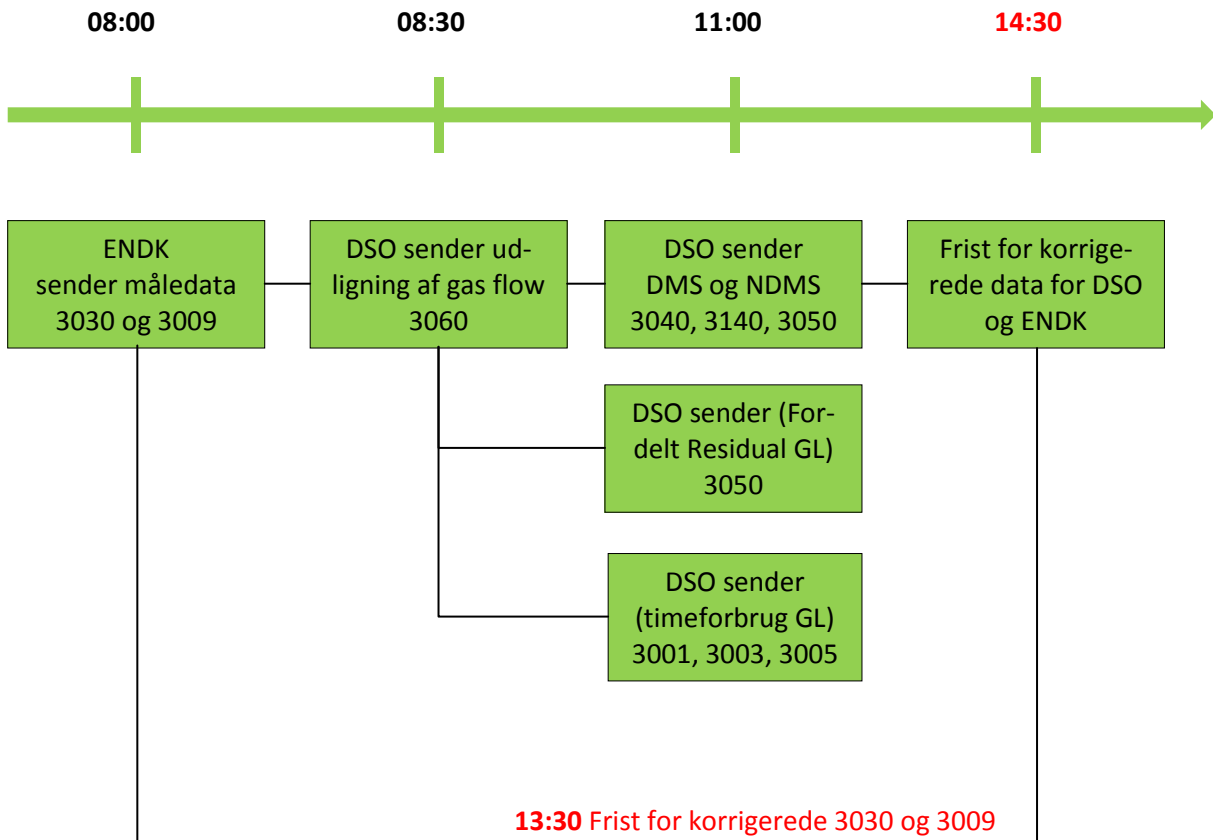 08:00
08:30
11:00
14:30
ENDK
sender måledata
3030 og 3009
DSO sender ud-
ligning af gas flow
3060
DSO sender
DMS og NDMS
3040, 3140, 3050
Frist for korrige-
rede data for DSO
og ENDK
DSO sender (For-
delt Residual GL)
3050
DSO sender
(timeforbrug GL)
3001, 3003, 3005
13:30 Frist for korrigerede 3030 og 3009